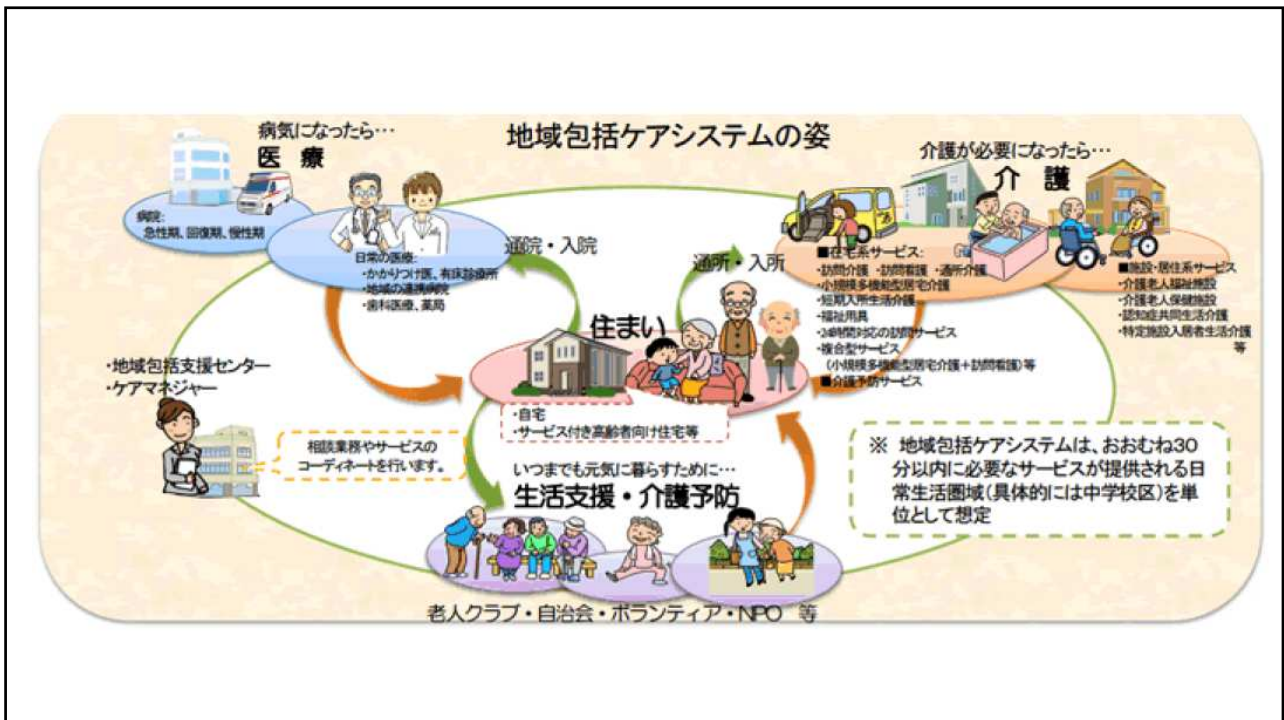 地域包括ケアシステムの姿
病気になったら…
医 療
病院:
急性期、回復期、慢性期
日常の医療:
・かかりつけ医、有床診療所
・地域の連携病院
・歯科医療、薬局
通院・入院
通所・入所
介護が必要になったら…
介 護
■在宅系サービス:
・訪問介護 ・訪問看護 ・通所介護
・小規模多機能型居宅介護
・短期入所生活介護
・福祉用具
・24時間対応の訪問サービス
・複合型サービス
(小規模多機能型居宅介護+訪問看護)等
■介護予防サービス
■施設・居住系サービス
・介護老人福祉施設
・介護老人保健施設
・認知症共同生活介護
・特定施設入居者生活介護
等
住まい
・自宅
・サービス付き高齢者向け住宅等
・地域包括支援センター
・ケアマネジャー
相談業務やサービスの
コーディネートを行います。
いつまでも元気に暮らすために…
生活支援・介護予防
老人クラブ・自治会・ボランティア・NPO 等
※ 地域包括ケアシステムは、おおむね30
分以内に必要なサービスが提供される日
常生活圏域(具体的には中学校区)を単
位として想定